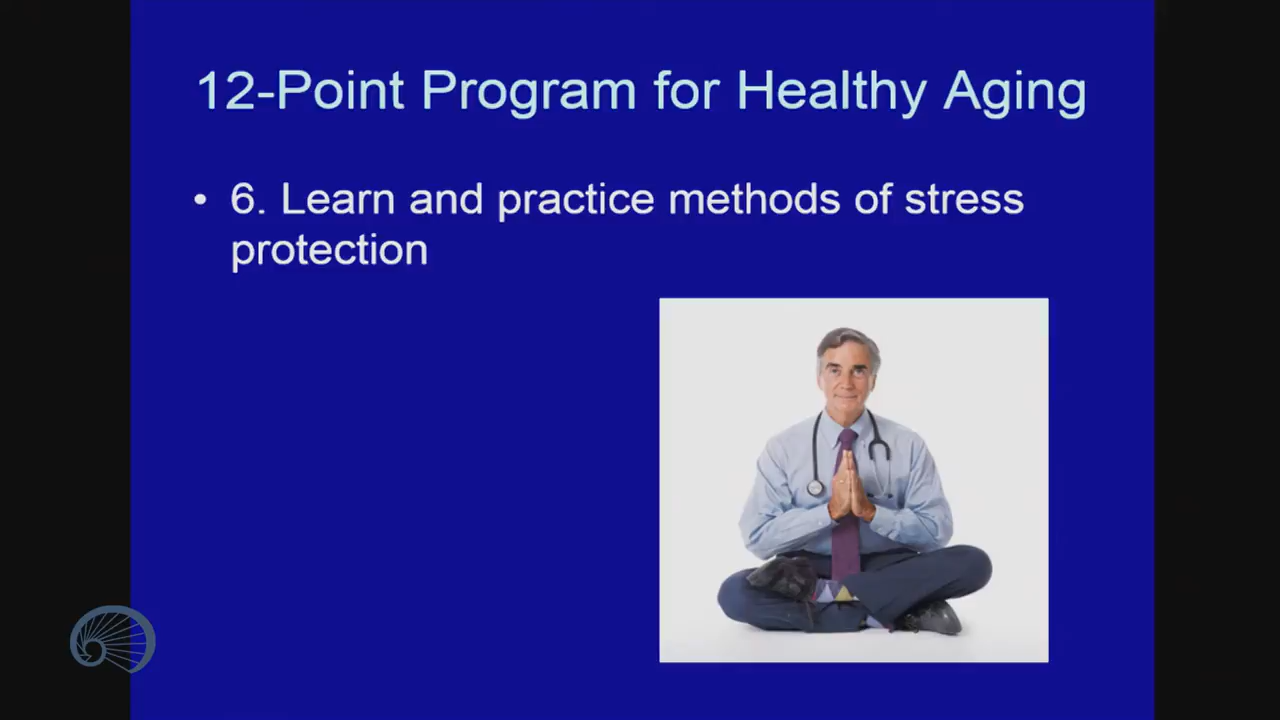 12-Point Program for Healthy Aging
• 6. Learn and practice methods of stress
protection